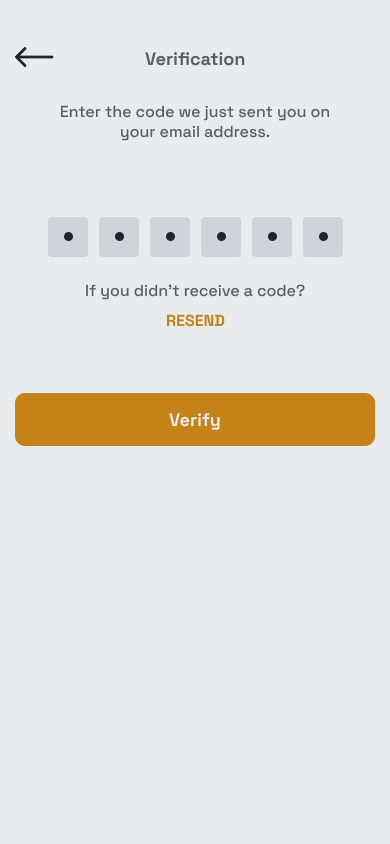 Verification
Enter the code we just sent you on
your email address.
If you didn't receive a code?
RESEND
Verify